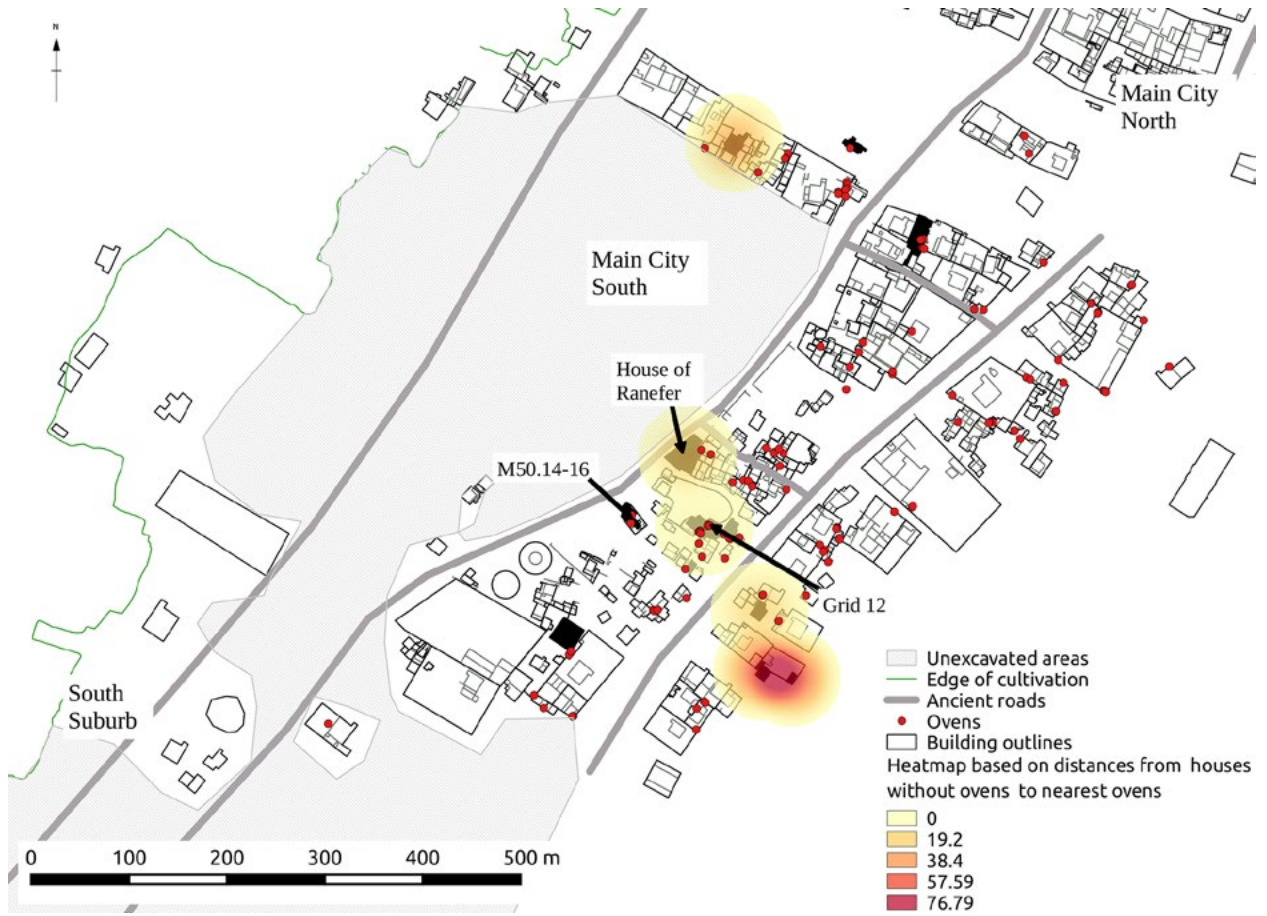 N
Main City
North
Main City
South
House of
Ranefer
M50.14-16
Grid 12
South
Suburb
Unexcavated areas
Edge of cultivation
Ancient roads
Ovens
Building outlines
Heatmap based on distances from houses
without ovens to nearest ovens
0
19.2
38.4
57.59
76.79
0 100 200 300 400 500 m